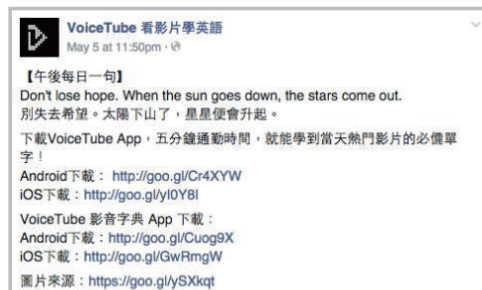 VoiceTube 看影片學英語
May 5 at 11:50pm ·
【午後每日一句】
Don't lose hope. When the sun goes down, the stars come out.
別失去希望。太陽下山了,星星便會升起。
下載VoiceTube App,五分鐘通勤時間,就能學到當天熱門影片的必備單
字!
Android下載: http://goo.gl/Cr4XYW
iOS下載:http://goo.gl/yI0Y8l
VoiceTube 影音字典 App 下載:
Android下載:http://goo.gl/Cuog9X
iOS下載:http://goo.gl/GwRmgW
圖片來源:https://goo.gl/ySXkqt